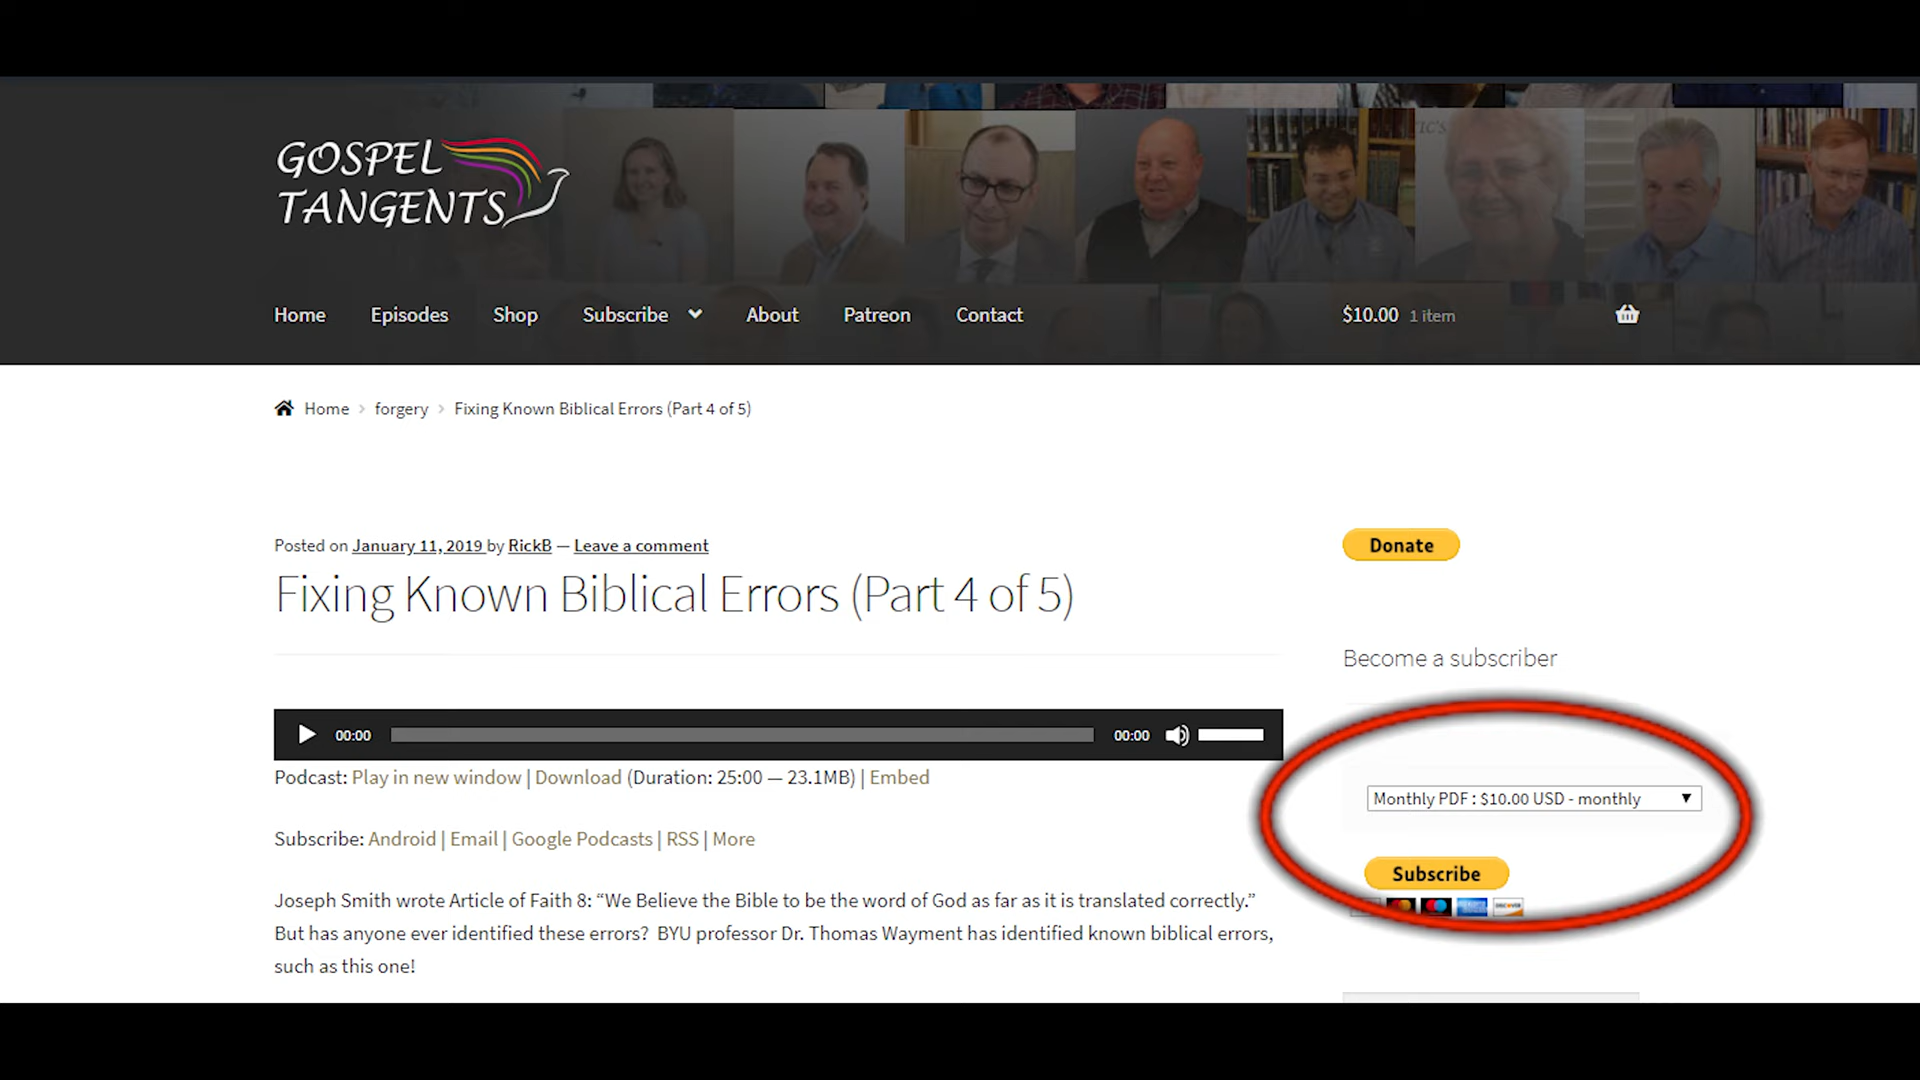 GOSPEL
TANGENTS
TIC'S
Home Episodes Shop Subscribe About Patreon Contact $10.00 1 item
Home › forgery › Fixing Known Biblical Errors (Part 4 of 5)
Posted on January 11, 2019 by RickB — Leave a comment
Donate
Fixing Known Biblical Errors (Part 4 of 5)
Become a subscriber
00:00 00:00
Podcast: Play in new window | Download (Duration: 25:00 — 23.1MB) | Embed
Monthly PDF : $10.00 USD - monthly
Subscribe: Android | Email | Google Podcasts | RSS | More
Subscribe
DISCOVER
Joseph Smith wrote Article of Faith 8: “We Believe the Bible to be the word of God as far as it is translated correctly.”
But has anyone ever identified these errors? BYU professor Dr. Thomas Wayment has identified known biblical errors,
such as this one!